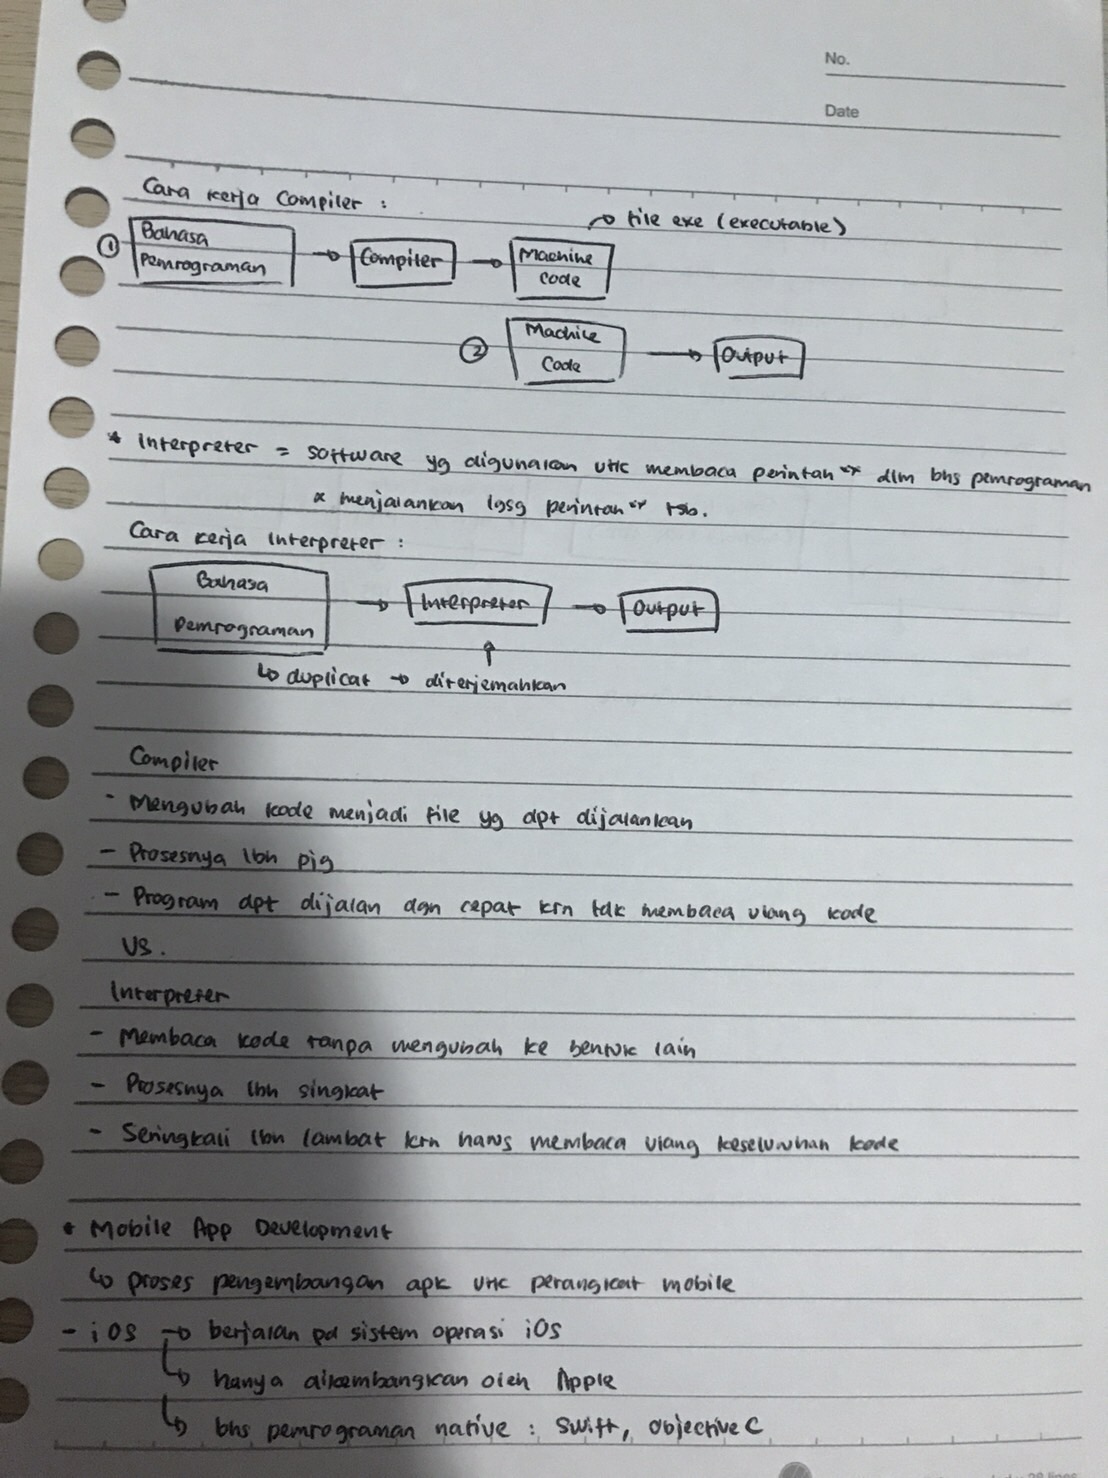 No.
Date
Cara kerja Compiler :
→ file exe (executable)
① Bahasa Pemrograman → Compiler → Machine Code
② Machine Code → Output
* Interpreter = software yg digunakan utk membaca perintah" dlm bhs pemrograman
& menjalankan lgsg perintah" tsb.
Cara kerja Interpreter :
Bahasa Pemrograman → Interpreter → Output
↳ duplicat → diterjemahkan
Compiler
- Mengubah kode menjadi file yg dpt dijalankan
- Prosesnya lbh pjg
- Program dpt dijalan dgn cepat krn tdk membaca ulang kode
VS.
Interpreter
- Membaca kode tanpa mengubah ke bentuk lain
- Prosesnya lbh singkat
- Seringkali lbh lambat krn harus membaca ulang keseluruhan kode
* Mobile App Development
↳ proses pengembangan apk utk perangkat mobile
- iOS → berjalan pd sistem operasi iOS
↳ hanya dikembangkan oleh Apple
↳ bhs pemrograman native : Swift, Objective C